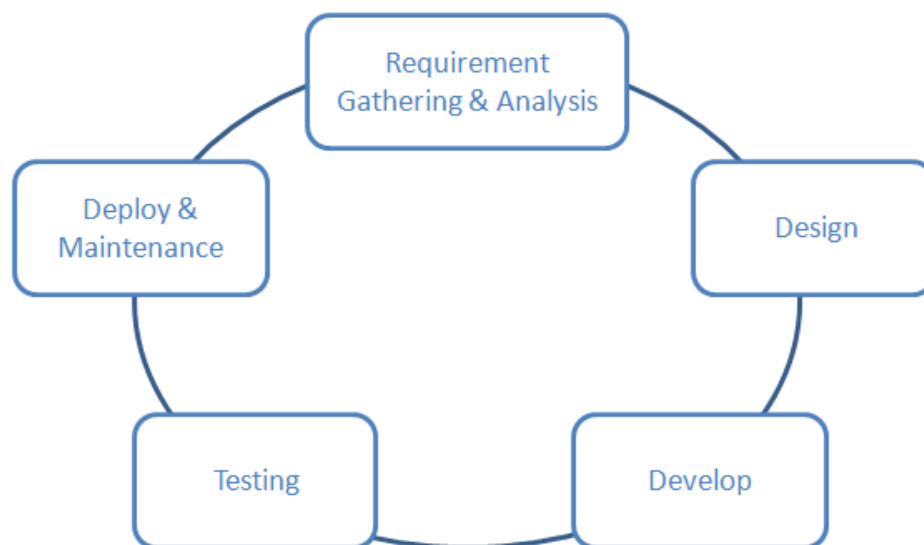 Requirement
Gathering & Analysis
Design
Develop
Testing
Deploy &
Maintenance